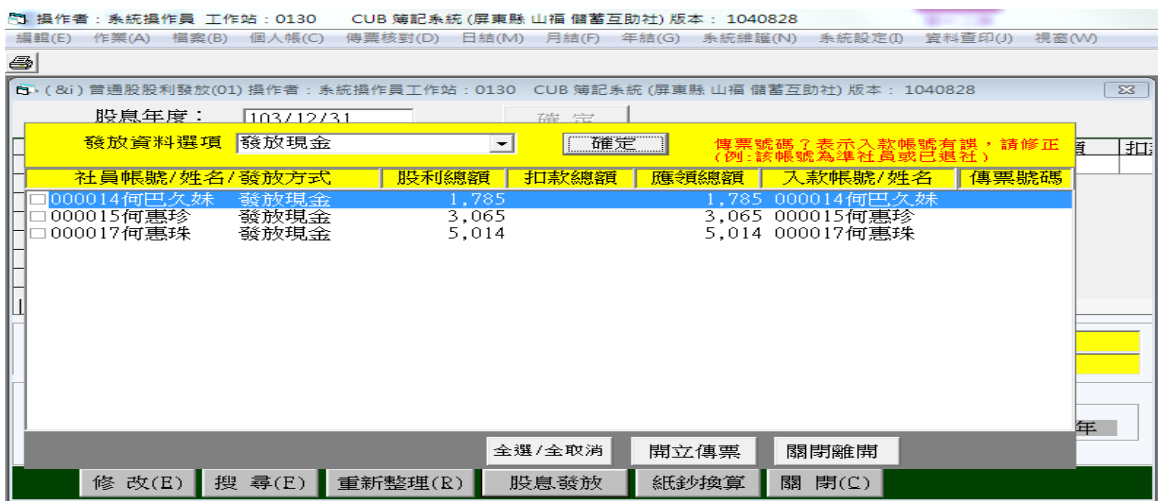 操作者：系統操作員 工作站：0130 CUB 簿記系統 (屏東縣 山福 儲蓄互助社) 版本： 1040828
編輯(E) 作業(A) 檔案(B) 個人帳(C) 傳票核對(D) 日結(M) 月結(F) 年結(G) 系統維護(N) 系統設定(I) 資料查印(J) 視窗(W)
(&i) 普通股股利發放(01) 操作者：系統操作員工作站：0130 CUB 簿記系統 (屏東縣 山福 儲蓄互助社) 版本： 1040828
股息年度： 103/12/31 確 定
發放資料選項 發放現金 確定 傳票號碼？表示入款帳號有誤，請修正
(例:該帳號為準社員或已退社)
社員帳號/姓名/發放方式 股利總額 扣款總額 應領總額 入款帳號/姓名 傳票號碼
000014何巴久妹 發放現金 1,785 1,785 000014何巴久妹
000015何惠珍 發放現金 3,065 3,065 000015何惠珍
000017何惠珠 發放現金 5,014 5,014 000017何惠珠
年
全選/全取消 開立傳票 關閉離開
修 改(E) 搜 尋(F) 重新整理(R) 股息發放 紙鈔換算 關 閉(C)